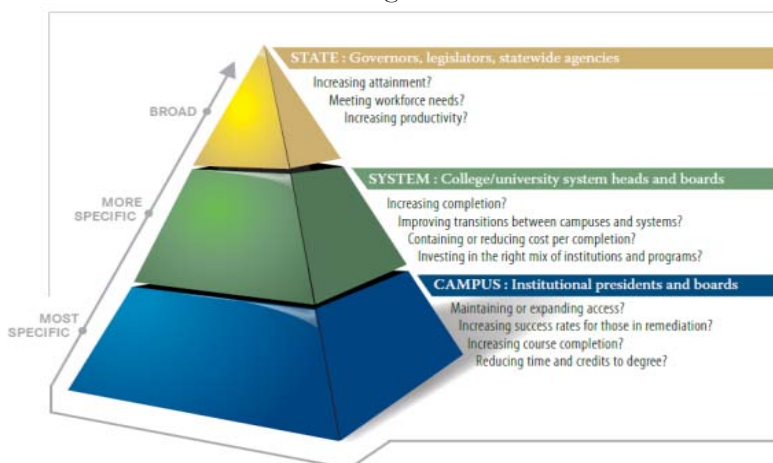 STATE : Governors, legislators, statewide agencies
Increasing attainment?
Meeting workforce needs?
Increasing productivity?
BROAD
SYSTEM : College/university system heads and boards
Increasing completion?
Improving transitions between campuses and systems?
Containing or reducing cost per completion?
Investing in the right mix of institutions and programs?
MORE
SPECIFIC
CAMPUS : Institutional presidents and boards
Maintaining or expanding access?
Increasing success rates for those in remediation?
Increasing course completion?
Reducing time and credits to degree?
MOST
SPECIFIC